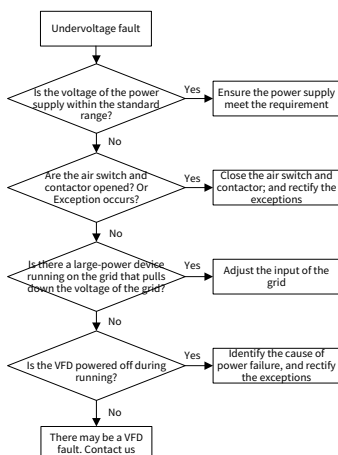 Undervoltage fault
Is the voltage of the power
supply within the standard
range?
Yes
Ensure the power supply
meet the requirement
No
Are the air switch and
contactor opened? Or
Exception occurs?
Yes
Close the air switch and
contactor; and rectify the
exceptions
No
Is there a large-power device
running on the grid that pulls
down the voltage of the grid?
Yes
Adjust the input of the
grid
No
Is the VFD powered off during
running?
Yes
Identify the cause of
power failure, and rectify
the exceptions
No
There may be a VFD
fault. Contact us